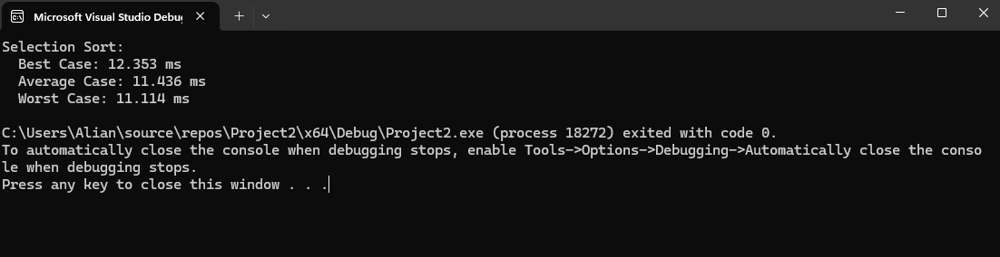 Microsoft Visual Studio Debug
Selection Sort:
  Best Case: 12.353 ms
  Average Case: 11.436 ms
  Worst Case: 11.114 ms
C:\Users\Alian\source\repos\Project2\x64\Debug\Project2.exe (process 18272) exited with code 0.
To automatically close the console when debugging stops, enable Tools->Options->Debugging->Automatically close the conso
le when debugging stops.
Press any key to close this window . . .